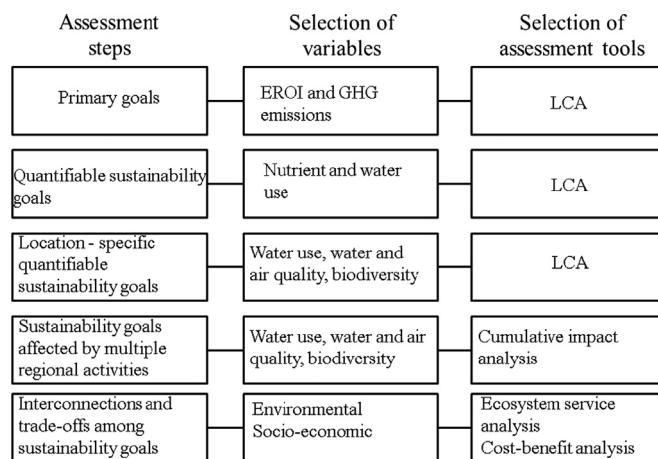 Assessment
steps
Selection of
variables
Selection of
assessment tools
Primary goals
EROI and GHG
emissions
LCA
Quantifiable sustainability
goals
Nutrient and water
use
LCA
Location - specific
quantifiable
sustainability goals
Water use, water and
air quality, biodiversity
LCA
Sustainability goals
affected by multiple
regional activities
Water use, water and air
quality, biodiversity
Cumulative impact
analysis
Interconnections and
trade-offs among
sustainability goals
Environmental
Socio-economic
Ecosystem service
analysis
Cost-benefit analysis